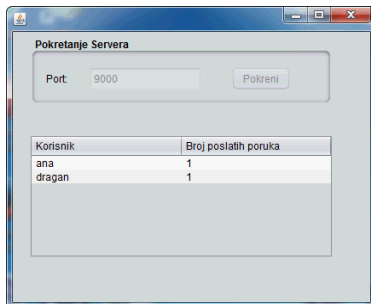 Pokretanje Servera
Port: 9000 Pokreni
Korisnik Broj poslatih poruka
ana 1
dragan 1